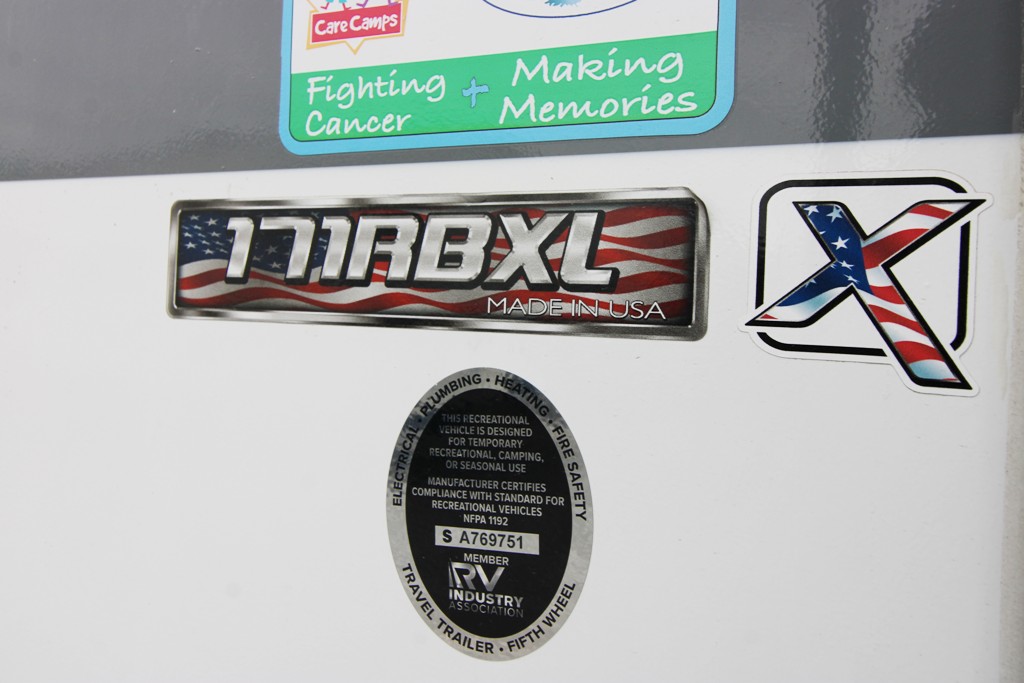 Care Camps
Fighting Cancer
+
Making Memories
171RBXL
MADE IN USA
X
ELECTRICAL • PLUMBING • HEATING • FIRE SAFETY
THIS RECREATIONAL
VEHICLE IS DESIGNED
FOR TEMPORARY
RECREATIONAL, CAMPING,
OR SEASONAL USE
MANUFACTURER CERTIFIES
COMPLIANCE WITH STANDARD FOR
RECREATIONAL VEHICLES
NFPA 1192
S A769751
MEMBER
RV
INDUSTRY
ASSOCIATION
TRAVEL TRAILER • FIFTH WHEEL